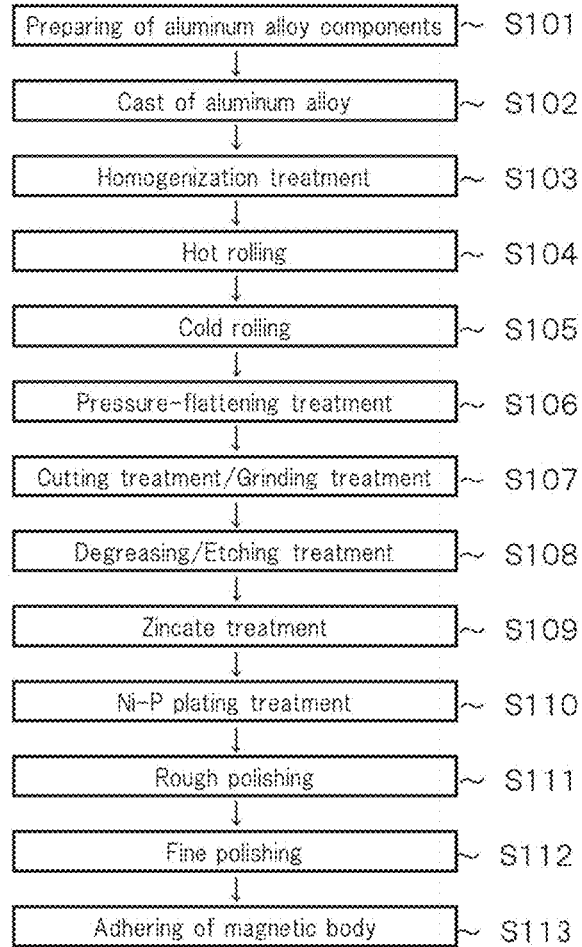 Preparing of aluminum alloy components S101
Cast of aluminum alloy S102
Homogenization treatment S103
Hot rolling S104
Cold rolling S105
Pressure-flattening treatment S106
Cutting treatment/Grinding treatment S107
Degreasing/Etching treatment S108
Zincate treatment S109
Ni-P plating treatment S110
Rough polishing S111
Fine polishing S112
Adhering of magnetic body S113